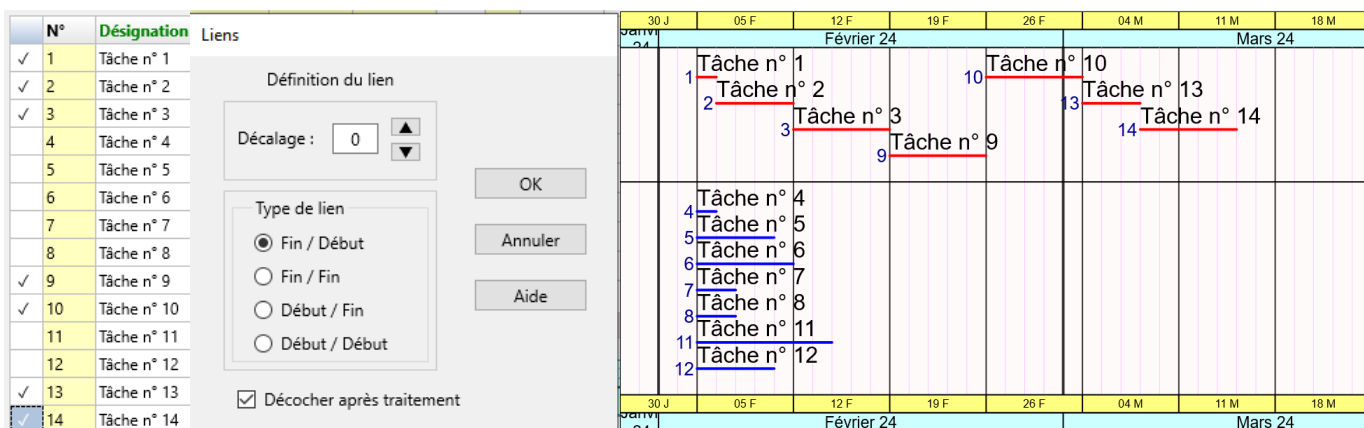 N° Désignation
✓ 1 Tâche n° 1
✓ 2 Tâche n° 2
✓ 3 Tâche n° 3
4 Tâche n° 4
5 Tâche n° 5
6 Tâche n° 6
7 Tâche n° 7
8 Tâche n° 8
✓ 9 Tâche n° 9
✓ 10 Tâche n° 10
11 Tâche n° 11
12 Tâche n° 12
✓ 13 Tâche n° 13
✓ 14 Tâche n° 14
Liens
Définition du lien
Décalage : 0
Type de lien
Fin / Début
Fin / Fin
Début / Fin
Début / Début
OK
Annuler
Aide
Décocher après traitement
30 J 05 F 12 F 19 F 26 F 04 M 11 M 18 M
Février 24 Mars 24
1 Tâche n° 1
10 Tâche n° 10
2 Tâche n° 2
13 Tâche n° 13
3 Tâche n° 3
14 Tâche n° 14
9 Tâche n° 9
4 Tâche n° 4
5 Tâche n° 5
6 Tâche n° 6
7 Tâche n° 7
8 Tâche n° 8
11 Tâche n° 11
12 Tâche n° 12
30 J 05 F 12 F 19 F 26 F 04 M 11 M 18 M
Février 24 Mars 24